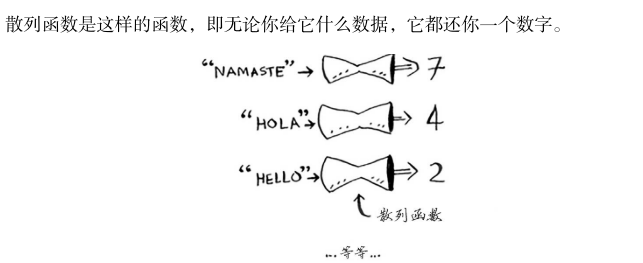 散列函数是这样的函数，即无论你给它什么数据，它都还你一个数字。
“NAMASTE”→ 7
“HOLA”→ 4
“HELLO”→ 2
散列函数
...等等...